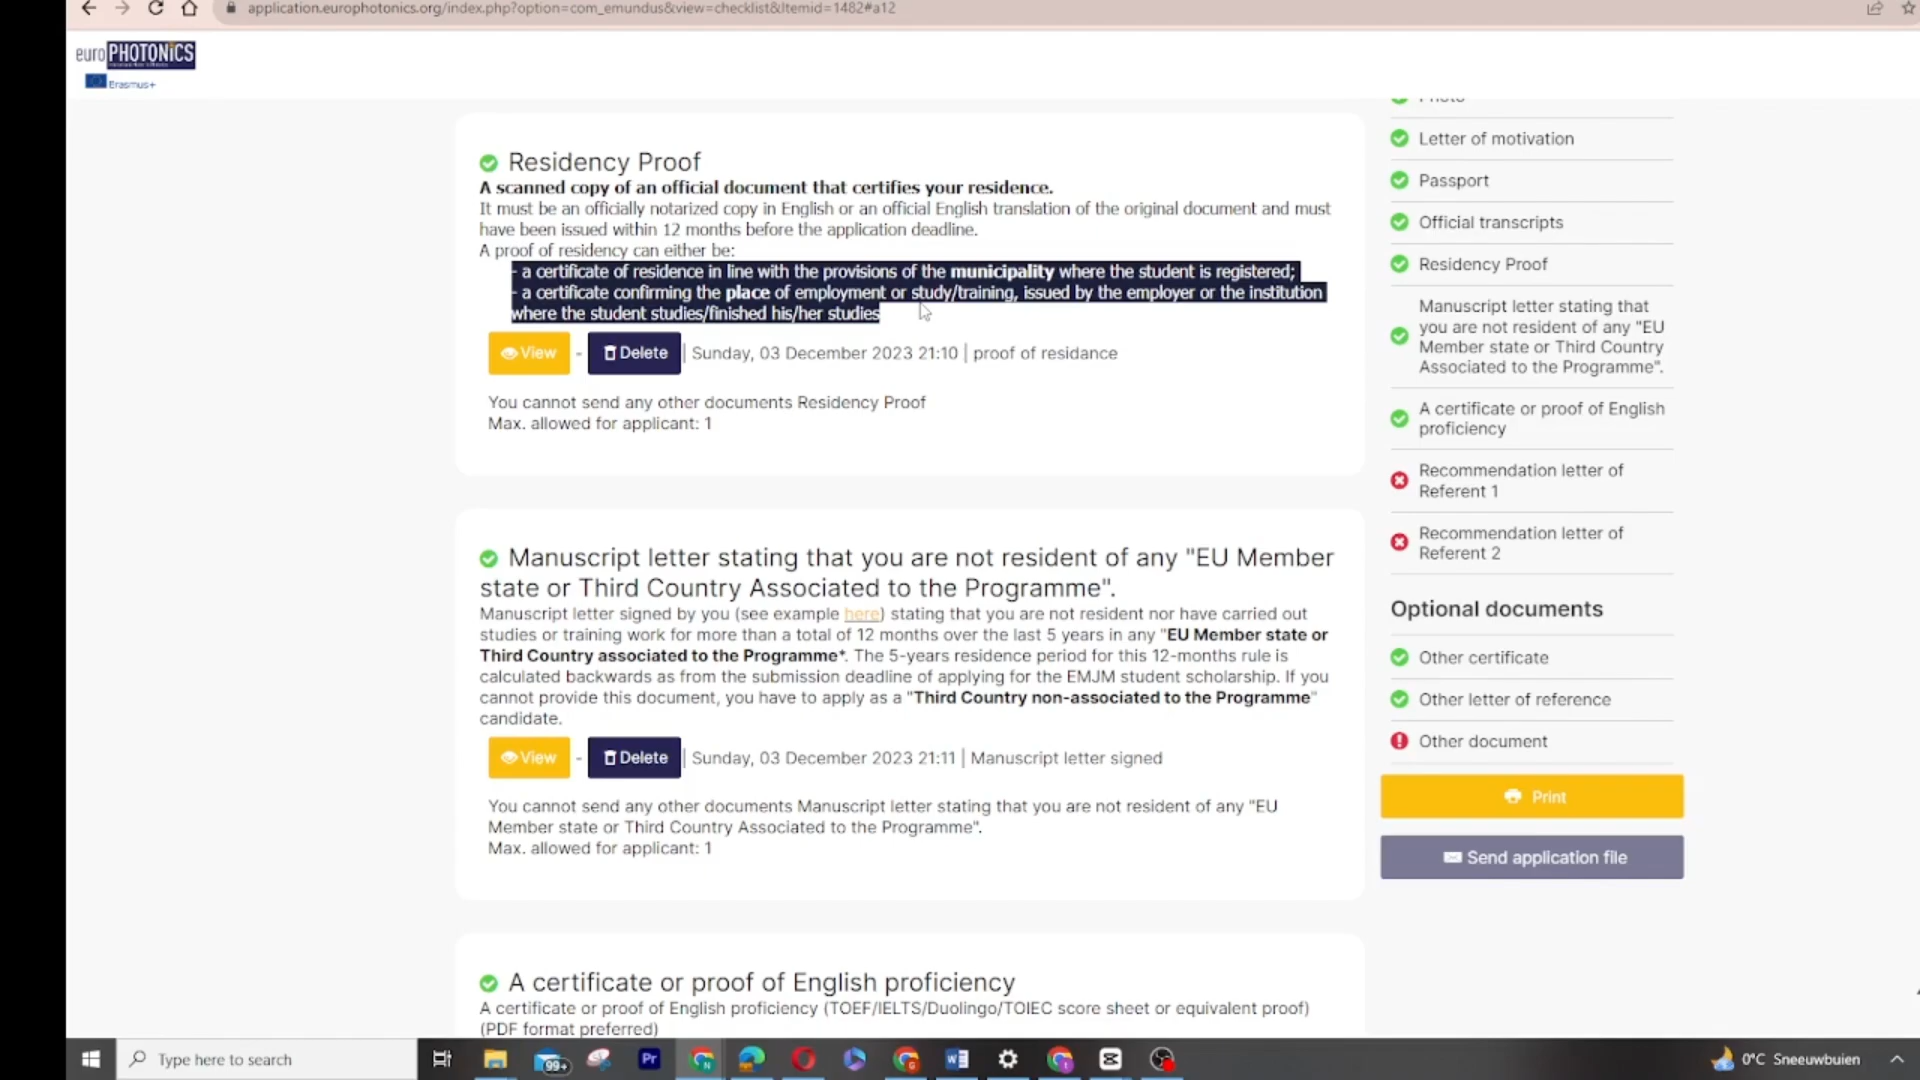 application.europhotonics.org/index.php?option=com_emundus&view=checklist&Itemid=1482#a12
euro PHOTONICS
Erasmus+
Residency Proof
A scanned copy of an official document that certifies your residence.
It must be an officially notarized copy in English or an official English translation of the original document and must
have been issued within 12 months before the application deadline.
A proof of residency can either be:
- a certificate of residence in line with the provisions of the municipality where the student is registered;
- a certificate confirming the place of employment or study/training, issued by the employer or the institution
where the student studies/finished his/her studies
View - Delete | Sunday, 03 December 2023 21:10 | proof of residance
You cannot send any other documents Residency Proof
Max. allowed for applicant: 1
Manuscript letter stating that you are not resident of any "EU Member
state or Third Country Associated to the Programme".
Manuscript letter signed by you (see example here) stating that you are not resident nor have carried out
studies or training work for more than a total of 12 months over the last 5 years in any "EU Member state or
Third Country associated to the Programme*. The 5-years residence period for this 12-months rule is
calculated backwards as from the submission deadline of applying for the EMJM student scholarship. If you
cannot provide this document, you have to apply as a "Third Country non-associated to the Programme"
candidate.
View - Delete | Sunday, 03 December 2023 21:11 | Manuscript letter signed
You cannot send any other documents Manuscript letter stating that you are not resident of any "EU
Member state or Third Country Associated to the Programme".
Max. allowed for applicant: 1
A certificate or proof of English proficiency
A certificate or proof of English proficiency (TOEF/IELTS/Duolingo/TOIEC score sheet or equivalent proof)
(PDF format preferred)
Photo
Letter of motivation
Passport
Official transcripts
Residency Proof
Manuscript letter stating that
you are not resident of any "EU
Member state or Third Country
Associated to the Programme".
A certificate or proof of English
proficiency
Recommendation letter of
Referent 1
Recommendation letter of
Referent 2
Optional documents
Other certificate
Other letter of reference
Other document
Print
Send application file
Type here to search
99+
Pr
0°C Sneeuwbuien